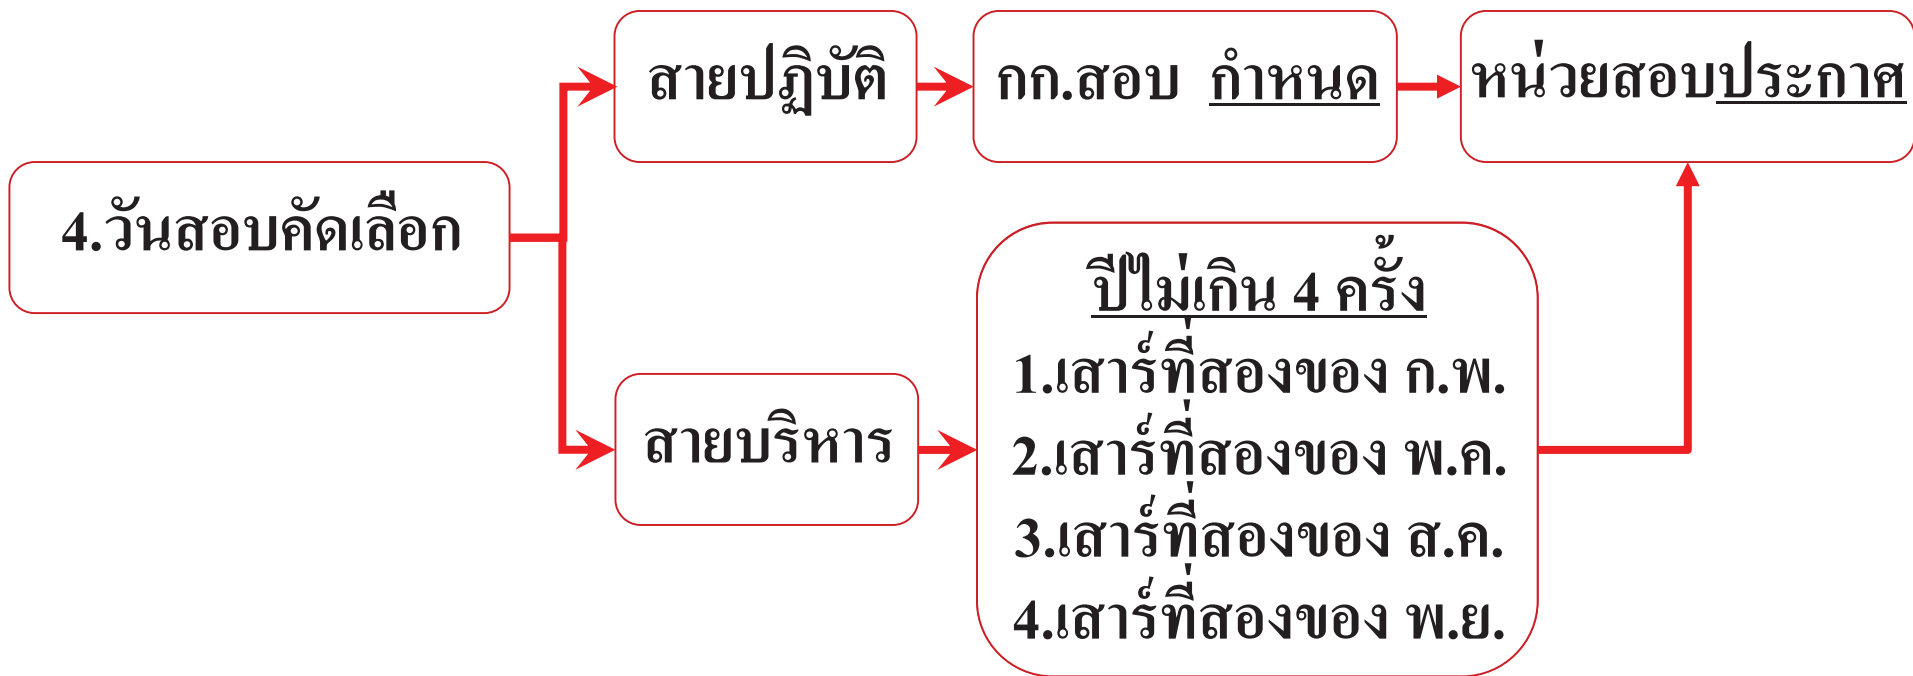 4.วันสอบคัดเลือก
สายปฏิบัติ
กก.สอบ กำหนด
หน่วยสอบประกาศ
สายบริหาร
ปีไม่เกิน 4 ครั้ง
1.เสาร์ที่สองของ ก.พ.
2.เสาร์ที่สองของ พ.ค.
3.เสาร์ที่สองของ ส.ค.
4.เสาร์ที่สองของ พ.ย.